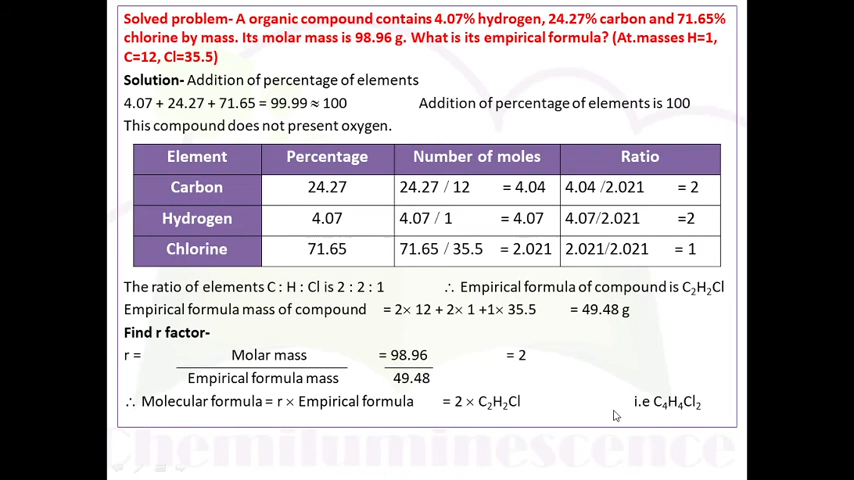 Solved problem- A organic compound contains 4.07% hydrogen, 24.27% carbon and 71.65%
chlorine by mass. Its molar mass is 98.96 g. What is its empirical formula? (At.masses H=1,
C=12, Cl=35.5)
Solution- Addition of percentage of elements
4.07 + 24.27 + 71.65 = 99.99 ≈ 100 Addition of percentage of elements is 100
This compound does not present oxygen.
Element Percentage Number of moles Ratio
Carbon 24.27 24.27 / 12 = 4.04 4.04 /2.021 = 2
Hydrogen 4.07 4.07 / 1 = 4.07 4.07/2.021 =2
Chlorine 71.65 71.65 / 35.5 = 2.021 2.021/2.021 = 1
The ratio of elements C : H : Cl is 2 : 2 : 1 ∴ Empirical formula of compound is C₂H₂Cl
Empirical formula mass of compound = 2× 12 + 2× 1 +1× 35.5 = 49.48 g
Find r factor-
r = Molar mass = 98.96 = 2
Empirical formula mass 49.48
∴ Molecular formula = r × Empirical formula = 2 × C₂H₂Cl i.e C₄H₄Cl₂
Chemiluminescence